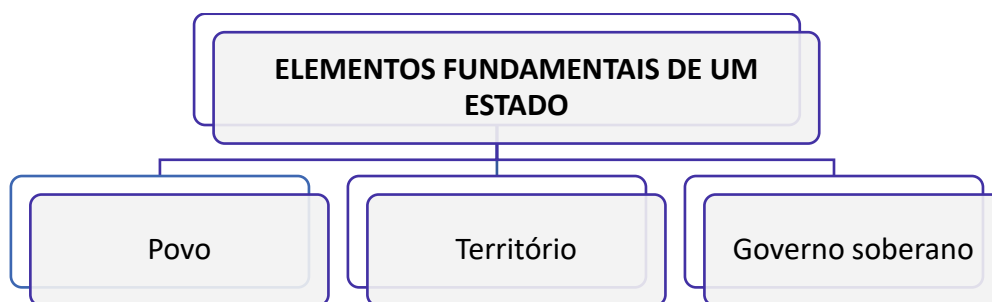 ELEMENTOS FUNDAMENTAIS DE UM
ESTADO
Povo
Território
Governo soberano